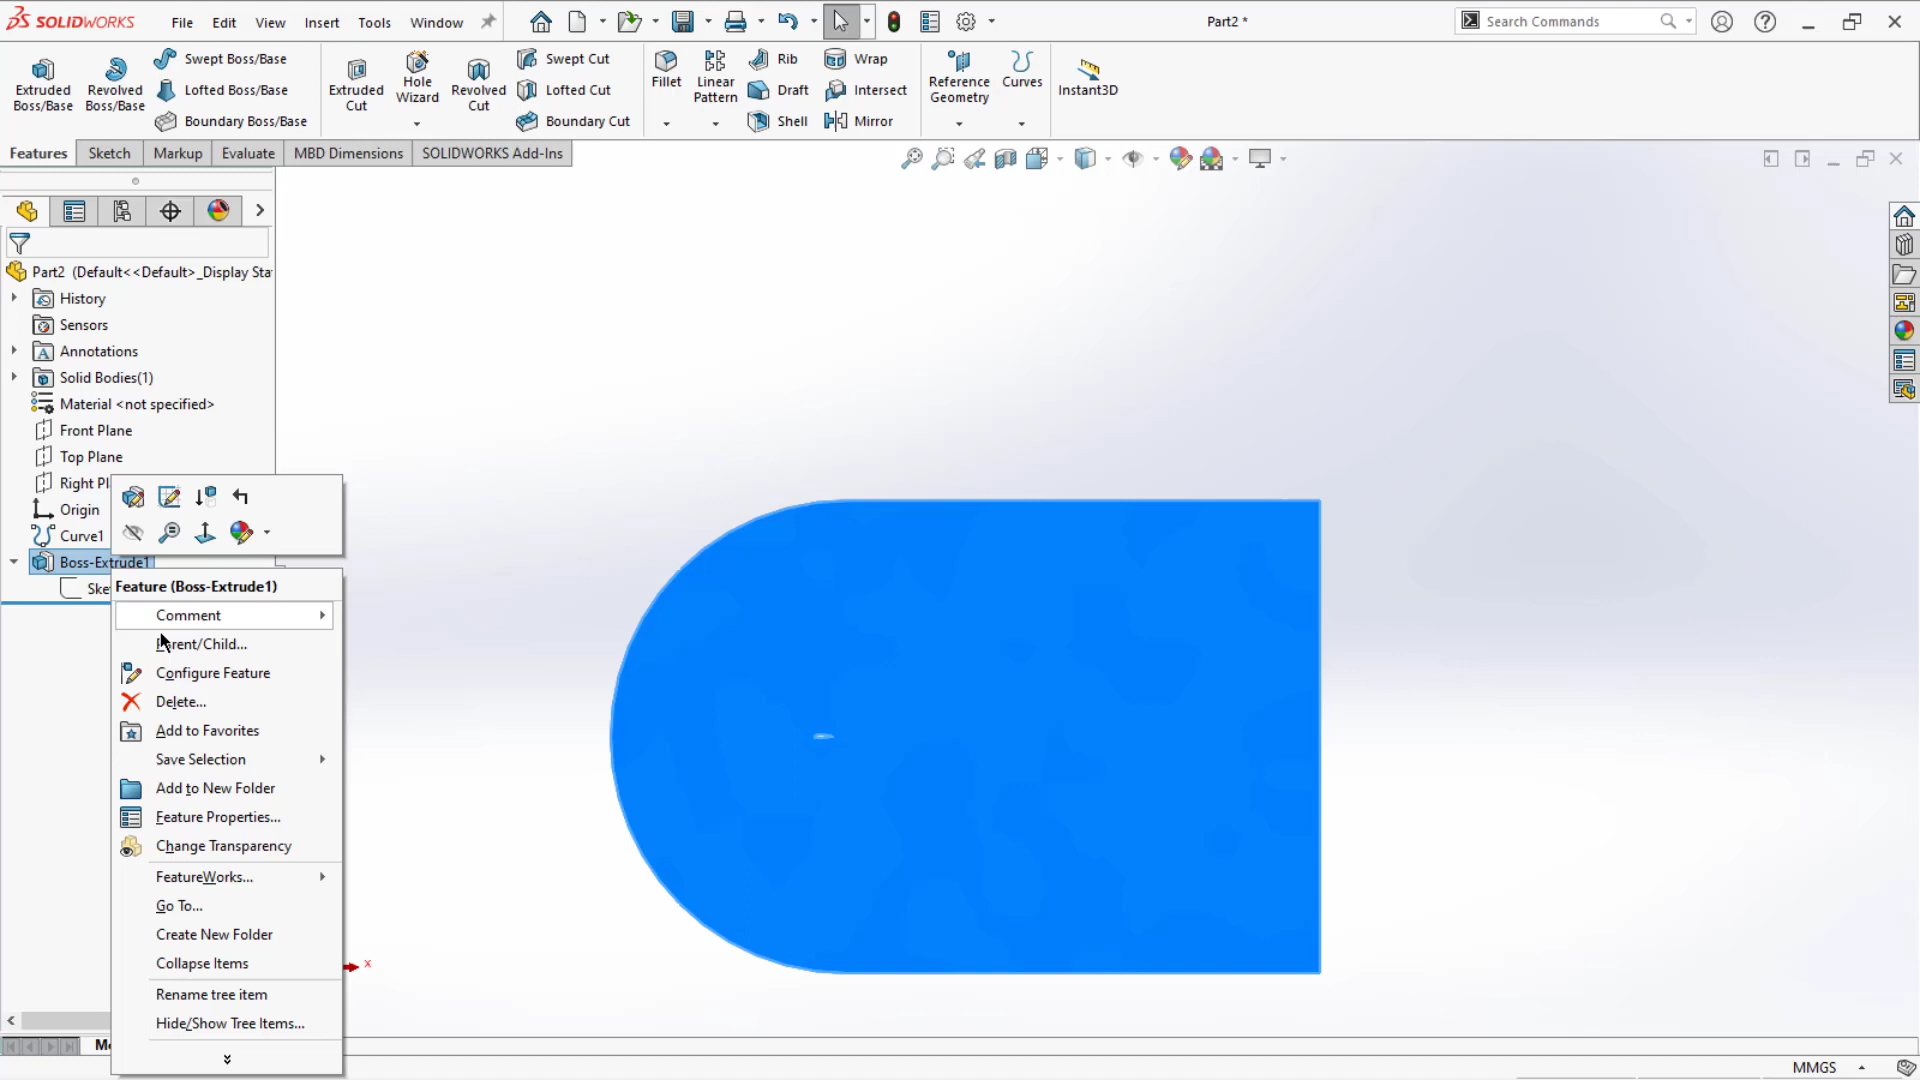 SOLIDWORKS File Edit View Insert Tools Window Part2 * Search Commands
Extruded Boss/Base
Revolved Boss/Base
Swept Boss/Base
Lofted Boss/Base
Boundary Boss/Base
Extruded Cut
Hole Wizard
Revolved Cut
Swept Cut
Lofted Cut
Boundary Cut
Fillet
Linear Pattern
Rib
Draft
Shell
Wrap
Intersect
Mirror
Reference Geometry
Curves
Instant3D
Features Sketch Markup Evaluate MBD Dimensions SOLIDWORKS Add-Ins
Part2 (Default<<Default>_Display Sta
History
Sensors
Annotations
Solid Bodies(1)
Material <not specified>
Front Plane
Top Plane
Right Pl
Origin
Curve1
Boss-Extrude1
Ske
Feature (Boss-Extrude1)
Comment
Parent/Child...
Configure Feature
Delete...
Add to Favorites
Save Selection
Add to New Folder
Feature Properties...
Change Transparency
FeatureWorks...
Go To...
Create New Folder
Collapse Items
x
Rename tree item
Hide/Show Tree Items...
Mo
MMGS